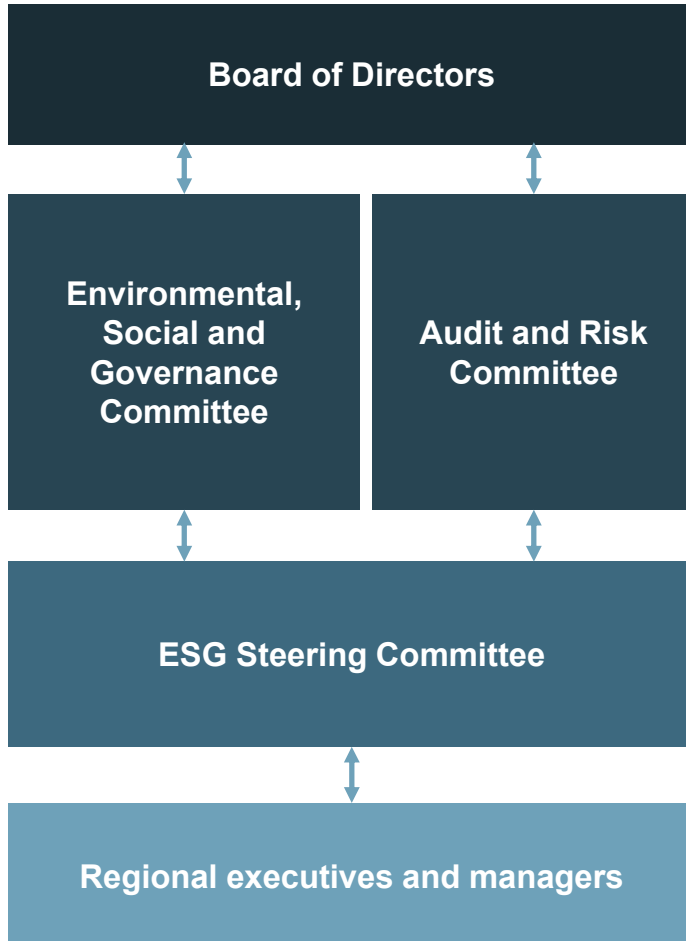 Board of Directors
Environmental,
Social and
Governance
Committee
Audit and Risk
Committee
ESG Steering Committee
Regional executives and managers